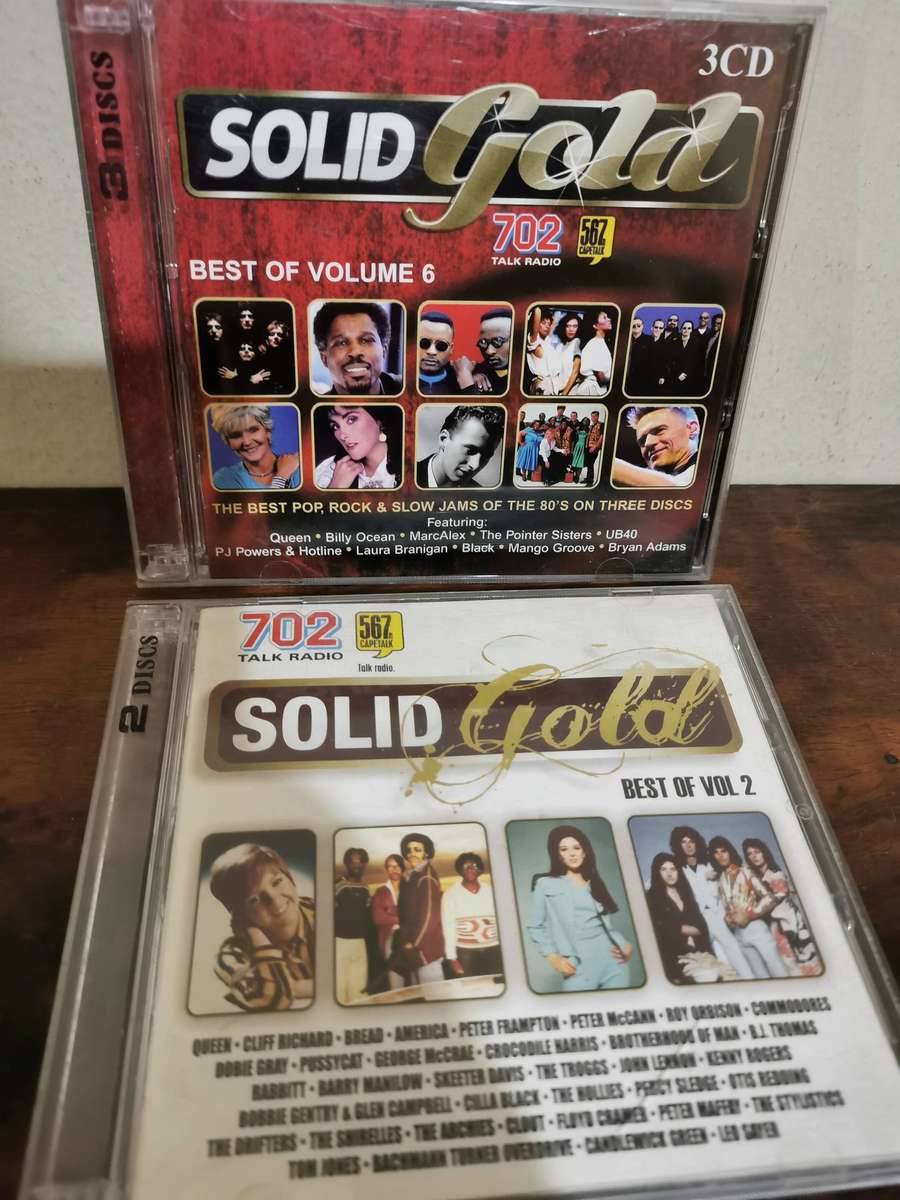 3 DISCS
3CD
SOLID Gold
702
TALK RADIO
567
CAPETALK
BEST OF VOLUME 6
THE BEST POP, ROCK & SLOW JAMS OF THE 80'S ON THREE DISCS
Featuring:
Queen • Billy Ocean • MarcAlex • The Pointer Sisters • UB40
PJ Powers & Hotline • Laura Branigan • Black • Mango Groove • Bryan Adams
2 DISCS
702
TALK RADIO
567
CAPETALK
Talk radio.
SOLID Gold
BEST OF VOL 2
QUEEN • CLIFF RICHARD • BREAD • AMERICA • PETER FRAMPTON • PETER McCANN • ROY ORBISON • COMMODORES
DOBIE GRAY • PUSSYCAT • GEORGE McCRAE • CROCODILE HARRIS • BROTHERHOOD OF MAN • B.J. THOMAS
RABBITT • BARRY MANILOW • SKEETER DAVIS • THE TROGGS • JOHN LENNON • KENNY ROGERS
BOBBIE GENTRY & GLEN CAMPBELL • CILLA BLACK • THE HOLLIES • PERCY SLEDGE • OTIS REDDING
THE DRIFTERS • THE SHIRELLES • THE ARCHIES • CLOUT • FLOYD CRAMER • PETER MAFFAY • THE STYLISTICS
TOM JONES • BACHMANN TURNER OVERDRIVE • CANDLEWICK GREEN • LEO SAYER